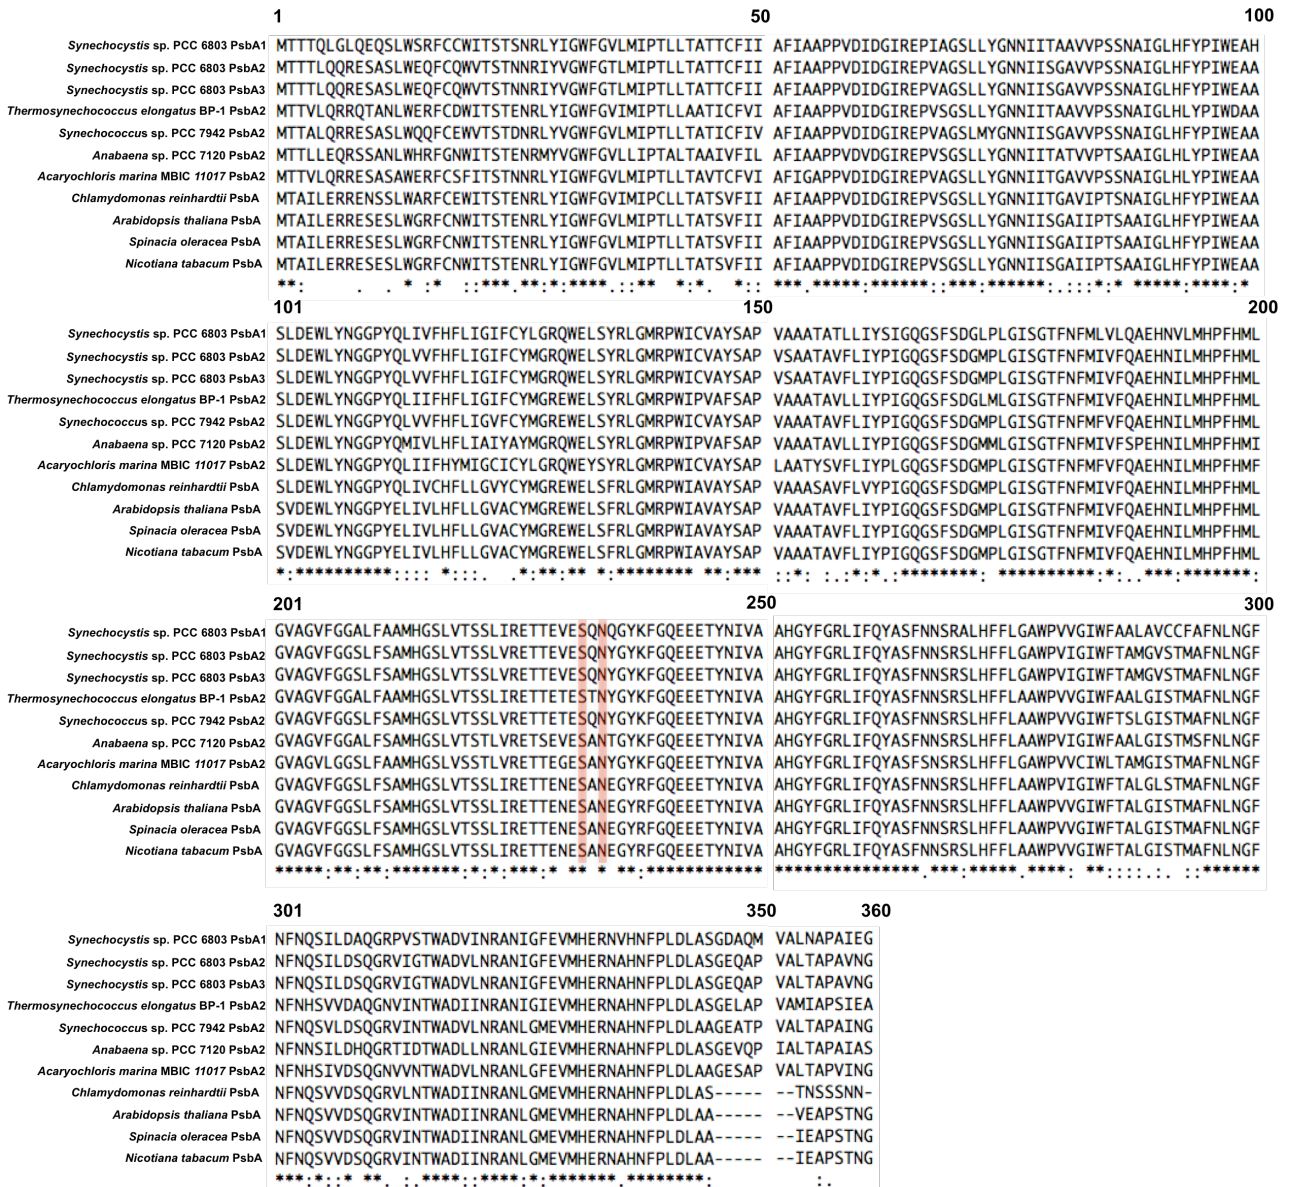 1 50 100
Synechocystis sp. PCC 6803 PsbA1 MTTTQLGLQEQSLWSRFCCWITSTSNRLYIGWFGVLMIPTLLTATTCFII AFIAAPPVDIDGIREPIAGSLLYGNNIITAAVVPSSNAIGLHFYPIWEAH
Synechocystis sp. PCC 6803 PsbA2 MTTTLQQRESASLWEQFCQWVTSTNNRIYVGWFGTLMIPTLLTATTCFII AFIAAPPVDIDGIREPVAGSLLYGNNIISGAVVPSSNAIGLHFYPIWEAA
Synechocystis sp. PCC 6803 PsbA3 MTTTLQQRESASLWEQFCQWVTSTNNRIYVGWFGTLMIPTLLTATTCFII AFIAAPPVDIDGIREPVAGSLLYGNNIISGAVVPSSNAIGLHFYPIWEAA
Thermosynechococcus elongatus BP-1 PsbA2 MTTVLQRRQTANLWERFCDWITSTENRLYIGWFGVIMIPTLLAATICFVI AFIAAPPVDIDGIREPVSGSLLYGNNIITAAVVPSSNAIGLHLYPIWDAA
Synechococcus sp. PCC 7942 PsbA2 MTTALQRRESASLWQQFCEWVTSTDNRLYVGWFGVLMIPTLLTATICFIV AFIAAPPVDIDGIREPVAGSLMYGNNIISGAVVPSSNAIGLHFYPIWEAA
Anabaena sp. PCC 7120 PsbA2 MTTLLEQRSSANLWHRFGNWITSTENRMYVGWFGVLLIPTALTAAIVFIL AFIAAPPVDVDGIREPVSGSLLYGNNIITATVVPTSAAIGLHLYPIWEAA
Acaryochloris marina MBIC 11017 PsbA2 MTTVLQRRESASAWERFCSFITSTNNRLYIGWFGVLMIPTLLTAVTCFVI AFIGAPPVDIDGIREPVSGSLLYGNNIITGAVVPSSNAIGLHFYPIWEAA
Chlamydomonas reinhardtii PsbA MTAILERRENSSLWARFCEWITSTENRLYIGWFGVIMIPCLLTATSVFII AFIAAPPVDIDGIREPVSGSLLYGNNIITGAVIPTSNAIGLHFYPIWEAA
Arabidopsis thaliana PsbA MTAILERRESESLWGRFCNWITSTENRLYIGWFGVLMIPTLLTATSVFII AFIAAPPVDIDGIREPVSGSLLYGNNIISGAIIPTSAAIGLHFYPIWEAA
Spinacia oleracea PsbA MTAILERRESESLWGRFCNWITSTENRLYIGWFGVLMIPTLLTATSVFII AFIAAPPVDIDGIREPVSGSLLYGNNIISGAIIPTSAAIGLHFYPIWEAA
Nicotiana tabacum PsbA MTAILERRESESLWGRFCNWITSTENRLYIGWFGVLMIPTLLTATSVFII AFIAAPPVDIDGIREPVSGSLLYGNNIISGAIIPTSAAIGLHFYPIWEAA
101 150 200
Synechocystis sp. PCC 6803 PsbA1 SLDEWLYNGGPYQLIVFHFLIGIFCYLGRQWELSYRLGMRPWICVAYSAP VAAATATLLIYSIGQGSFSDGLPLGISGTFNFMLVLQAEHNVLMHPFHML
Synechocystis sp. PCC 6803 PsbA2 SLDEWLYNGGPYQLVVFHFLIGIFCYMGRQWELSYRLGMRPWICVAYSAP VSAATAVFLIYPIGQGSFSDGMPLGISGTFNFMIVFQAEHNILMHPFHML
Synechocystis sp. PCC 6803 PsbA3 SLDEWLYNGGPYQLVVFHFLIGIFCYMGRQWELSYRLGMRPWICVAYSAP VSAATAVFLIYPIGQGSFSDGMPLGISGTFNFMIVFQAEHNILMHPFHML
Thermosynechococcus elongatus BP-1 PsbA2 SLDEWLYNGGPYQLIIFHFLIGIFCYMGRQWELSYRLGMRPWIPVAFSAP VAAATAVLLIYPIGQGSFSDGLMLGISGTFNFMIVFQAEHNILMHPFHML
Synechococcus sp. PCC 7942 PsbA2 SLDEWLYNGGPYQLVVFHFLIGVFCYMGREWELSYRLGMRPWICVAYSAP VAAATAVFLIYPIGQGSFSDGMPLGISGTFNFMFVFQAEHNILMHPFHML
Anabaena sp. PCC 7120 PsbA2 SLDEWLYNGGPYQMIVLHFLIAIYAYMGRQWELSYRLGMRPWIPVAFSAP VAAATAVLLIYPIGQGSFSDGMMLGISGTFNFMIVFSPEHNILMHPFHMI
Acaryochloris marina MBIC 11017 PsbA2 SLDEWLYNGGPYQLIIFHYMIGCICYLGRQWEYSYRLGMRPWICVAYSAP LAATYSVFLIYPLGQGSFSDGMPLGISGTFNFMFVFQAEHNILMHPFHMF
Chlamydomonas reinhardtii PsbA SLDEWLYNGGPYQLIVCHFLLGVYCYMGREWELSFRLGMRPWIAVAYSAP VAAASAVFLVYPIGQGSFSDGMPLGISGTFNFMIVFQAEHNILMHPFHML
Arabidopsis thaliana PsbA SVDEWLYNGGPYELIVLHFLLGVACYMGREWELSFRLGMRPWIAVAYSAP VAAATAVFLIYPIGQGSFSDGMPLGISGTFNFMIVFQAEHNILMHPFHML
Spinacia oleracea PsbA SVDEWLYNGGPYELIVLHFLLGVACYMGREWELSFRLGMRPWIAVAYSAP VAAATAVFLIYPIGQGSFSDGMPLGISGTFNFMIVFQAEHNILMHPFHML
Nicotiana tabacum PsbA SVDEWLYNGGPYELIVLHFLLGVACYMGREWELSFRLGMRPWIAVAYSAP VAAATAVFLIYPIGQGSFSDGMPLGISGTFNFMIVFQAEHNILMHPFHML
201 250 300
Synechocystis sp. PCC 6803 PsbA1 GVAGVFGGALFAAMHGSLVTSSLIRETTEVESQNQGYKFGQEEETYNIVA AHGYFGRLIFQYASFNNSRALHFFLGAWPVVGIWFAALAVCCFAFNLNGF
Synechocystis sp. PCC 6803 PsbA2 GVAGVFGGSLFSAMHGSLVTSSLVRETTEVESQNYGYKFGQEEETYNIVA AHGYFGRLIFQYASFNNSRSLHFFLGAWPVIGIWFTAMGVSTMAFNLNGF
Synechocystis sp. PCC 6803 PsbA3 GVAGVFGGSLFSAMHGSLVTSSLVRETTEVESQNYGYKFGQEEETYNIVA AHGYFGRLIFQYASFNNSRSLHFFLGAWPVIGIWFTAMGVSTMAFNLNGF
Thermosynechococcus elongatus BP-1 PsbA2 GVAGVFGGALFCAMHGSLVTSSLIRETTETESTNYGYKFGQEEETYNIVA AHGYFGRLIFQYASFNNSRSLHFFLAAWPVVGIWFAALGISTMAFNLNGF
Synechococcus sp. PCC 7942 PsbA2 GVAGVFGGSLFSAMHGSLVTSSLVRETTETESQNYGYKFGQEEETYNIVA AHGYFGRLIFQYASFNNSRSLHFFLAAWPVVGIWFTSLGISTMAFNLNGF
Anabaena sp. PCC 7120 PsbA2 GVAGVFGGALFSAMHGSLVTSTLVRETSEVESANTGYKFGQEEETYNIVA AHGYFGRLIFQYASFNNSRSLHFFLAAWPVIGIWFAALGISTMSFNLNGF
Acaryochloris marina MBIC 11017 PsbA2 GVAGVLGGSLFAAMHGSLVSSTLVRETTEGESANYGYKFGQEEETYNIVA AHGYFGRLIFQYASFNNSRSLHFFLGAWPVVCIWLTAMGISTMAFNLNGF
Chlamydomonas reinhardtii PsbA GVAGVFGGSLFSAMHGSLVTSSLIRETTENESANEGYKFGQEEETYNIVA AHGYFGRLIFQYASFNNSRSLHFFLAAWPVIGIWFTALGLSTMAFNLNGF
Arabidopsis thaliana PsbA GVAGVFGGSLFSAMHGSLVTSSLIRETTENESANEGYRFGQEEETYNIVA AHGYFGRLIFQYASFNNSRSLHFFLAAWPVVGIWFTALGISTMAFNLNGF
Spinacia oleracea PsbA GVAGVFGGSLFSAMHGSLVTSSLIRETTENESANEGYRFGQEEETYNIVA AHGYFGRLIFQYASFNNSRSLHFFLAAWPVVGIWFTALGISTMAFNLNGF
Nicotiana tabacum PsbA GVAGVFGGSLFSAMHGSLVTSSLIRETTENESANEGYRFGQEEETYNIVA AHGYFGRLIFQYASFNNSRSLHFFLAAWPVVGIWFTALGISTMAFNLNGF
301 350 360
Synechocystis sp. PCC 6803 PsbA1 NFNQSILDAQGRPVSTWADVINRANIGFEVMHERNVHNFPLDLASGDAQM VALNAPAIEG
Synechocystis sp. PCC 6803 PsbA2 NFNQSILDSQGRVIGTWADVLNRANIGFEVMHERNAHNFPLDLASGEQAP VALTAPAVNG
Synechocystis sp. PCC 6803 PsbA3 NFNQSILDSQGRVIGTWADVLNRANIGFEVMHERNAHNFPLDLASGEQAP VALTAPAVNG
Thermosynechococcus elongatus BP-1 PsbA2 NFNHSVVDAQGNVINTWADIINRANIGIEVMHERNAHNFPLDLASGELAP VAMIAPSIEA
Synechococcus sp. PCC 7942 PsbA2 NFNQSVLDSQGRVINTWADVLNRANLGMEVMHERNAHNFPLDLAAGEATP VALTAPAING
Anabaena sp. PCC 7120 PsbA2 NFNNSILDHQGRTIDTWADLLNRANLGIEVMHERNAHNFPLDLASGEVQP IALTAPAIAS
Acaryochloris marina MBIC 11017 PsbA2 NFNHSIVDSQGNVVNTWADVLNRANLGFEVMHERNAHNFPLDLAAGESAP VALTAPVING
Chlamydomonas reinhardtii PsbA NFNQSVVDSQGRVLNTWADIINRANLGMEVMHERNAHNFPLDLAS----- --TNSSSNN-
Arabidopsis thaliana PsbA NFNQSVVDSQGRVINTWADIINRANLGMEVMHERNAHNFPLDLAA----- --VEAPSTNG
Spinacia oleracea PsbA NFNQSVVDSQGRVINTWADIINRANLGMEVMHERNAHNFPLDLAA----- --IEAPSTNG
Nicotiana tabacum PsbA NFNQSVVDSQGRVINTWADIINRANLGMEVMHERNAHNFPLDLAA----- --IEAPSTNG